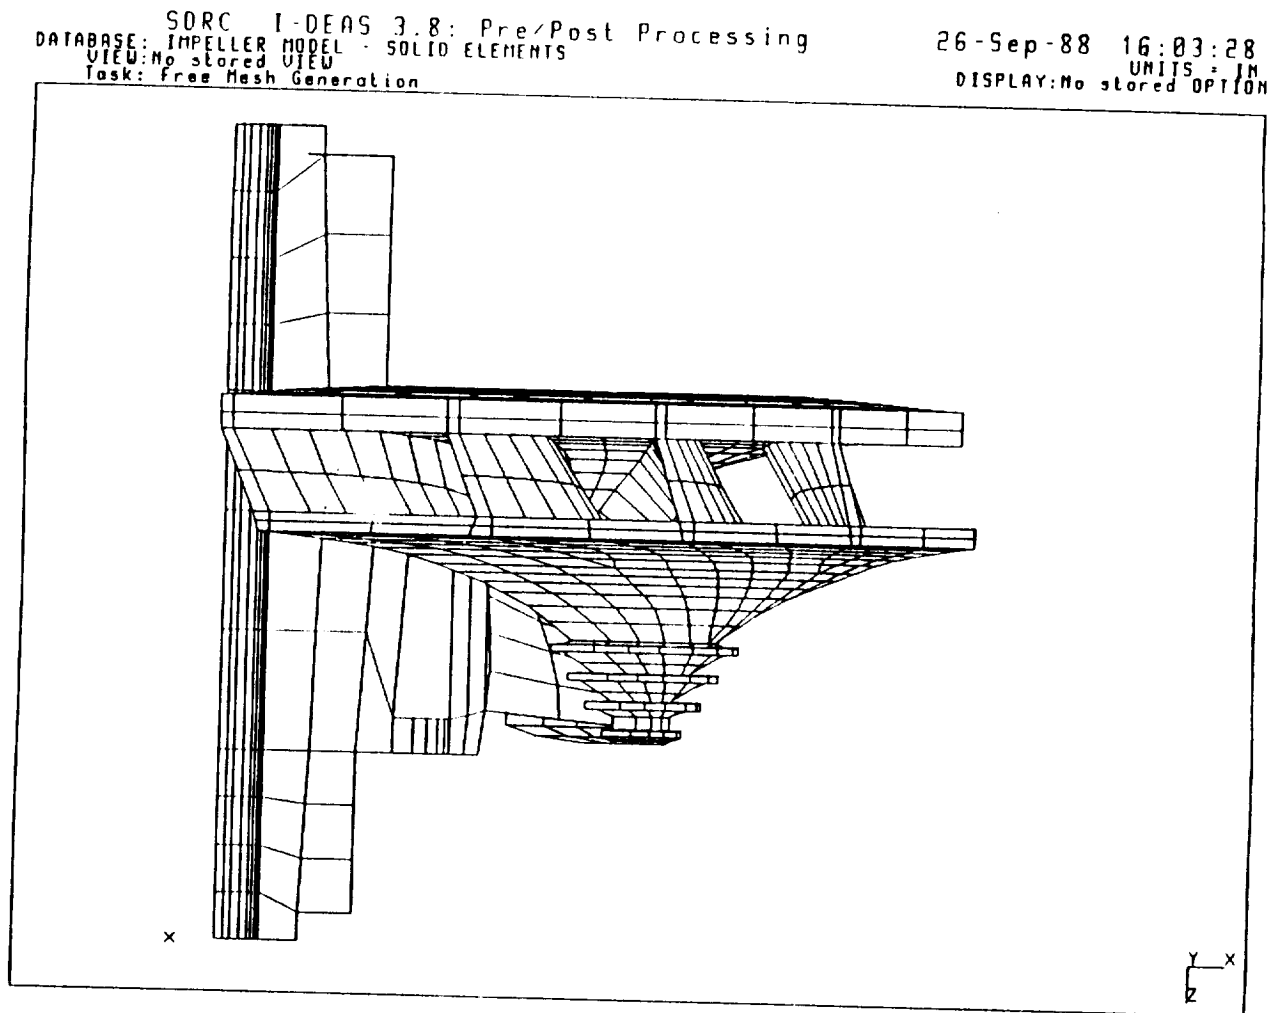 SDRC I-DEAS 3.8: Pre/Post Processing
26-Sep-88 16:03:28
DATABASE: IMPELLER MODEL - SOLID ELEMENTS
UNITS = IN
VIEW:No stored VIEW
DISPLAY:No stored OPTION
Task: Free Mesh Generation
X
Y X
Z